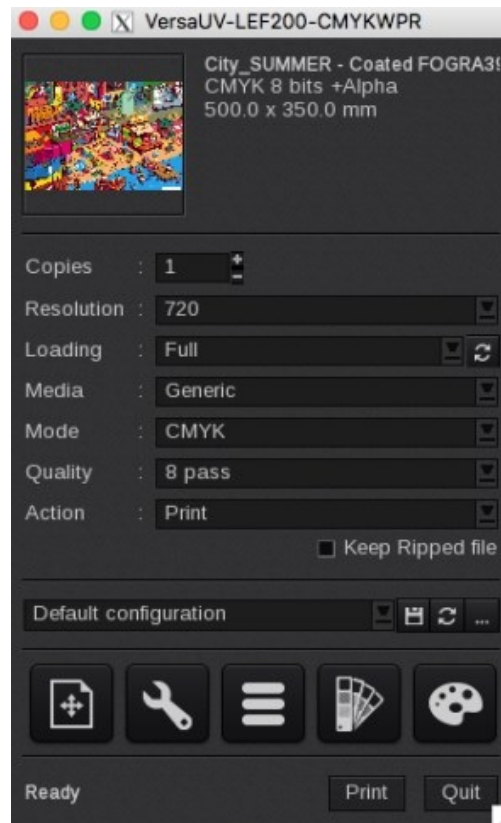 VersaUV-LEF200-CMYKWPR
City_SUMMER - Coated FOGRA39
CMYK 8 bits +Alpha
500.0 x 350.0 mm
Copies : 1
Resolution : 720
Loading : Full
Media : Generic
Mode : CMYK
Quality : 8 pass
Action : Print
Keep Ripped file
Default configuration
...
Ready Print Quit